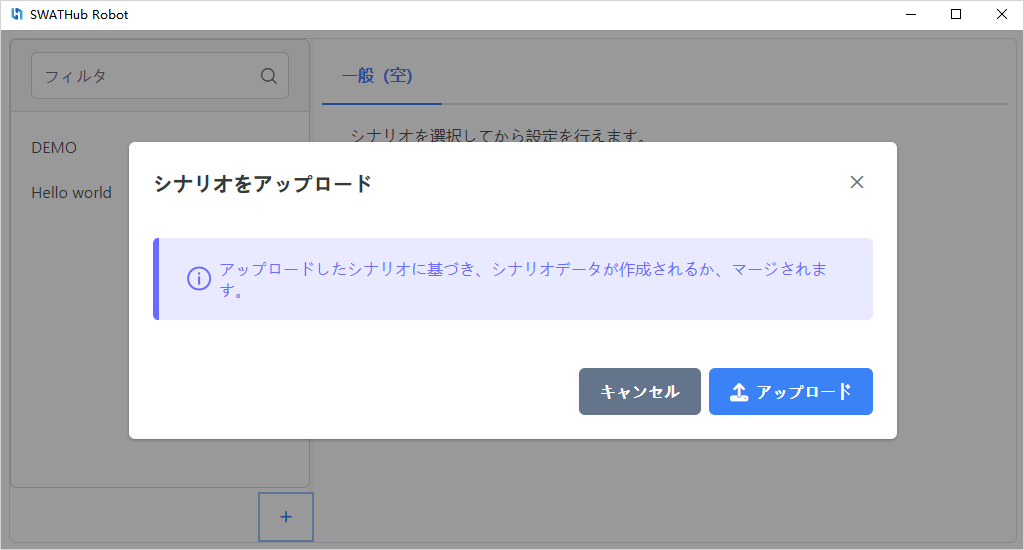 SWATHub Robot
フィルタ
一般 (空)
シナリオを選択してから設定を行えます。
DEMO
Hello world
シナリオをアップロード
アップロードしたシナリオに基づき、シナリオデータが作成されるか、マージされま
す。
キャンセル
アップロード